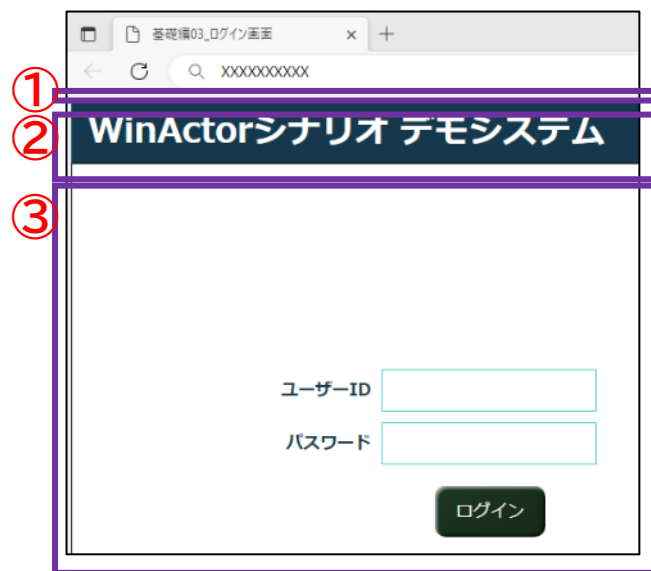 基礎編03_ログイン画面
XXXXXXXXXX
①
②
WinActorシナリオ デモシステム
③
ユーザーID
パスワード
ログイン